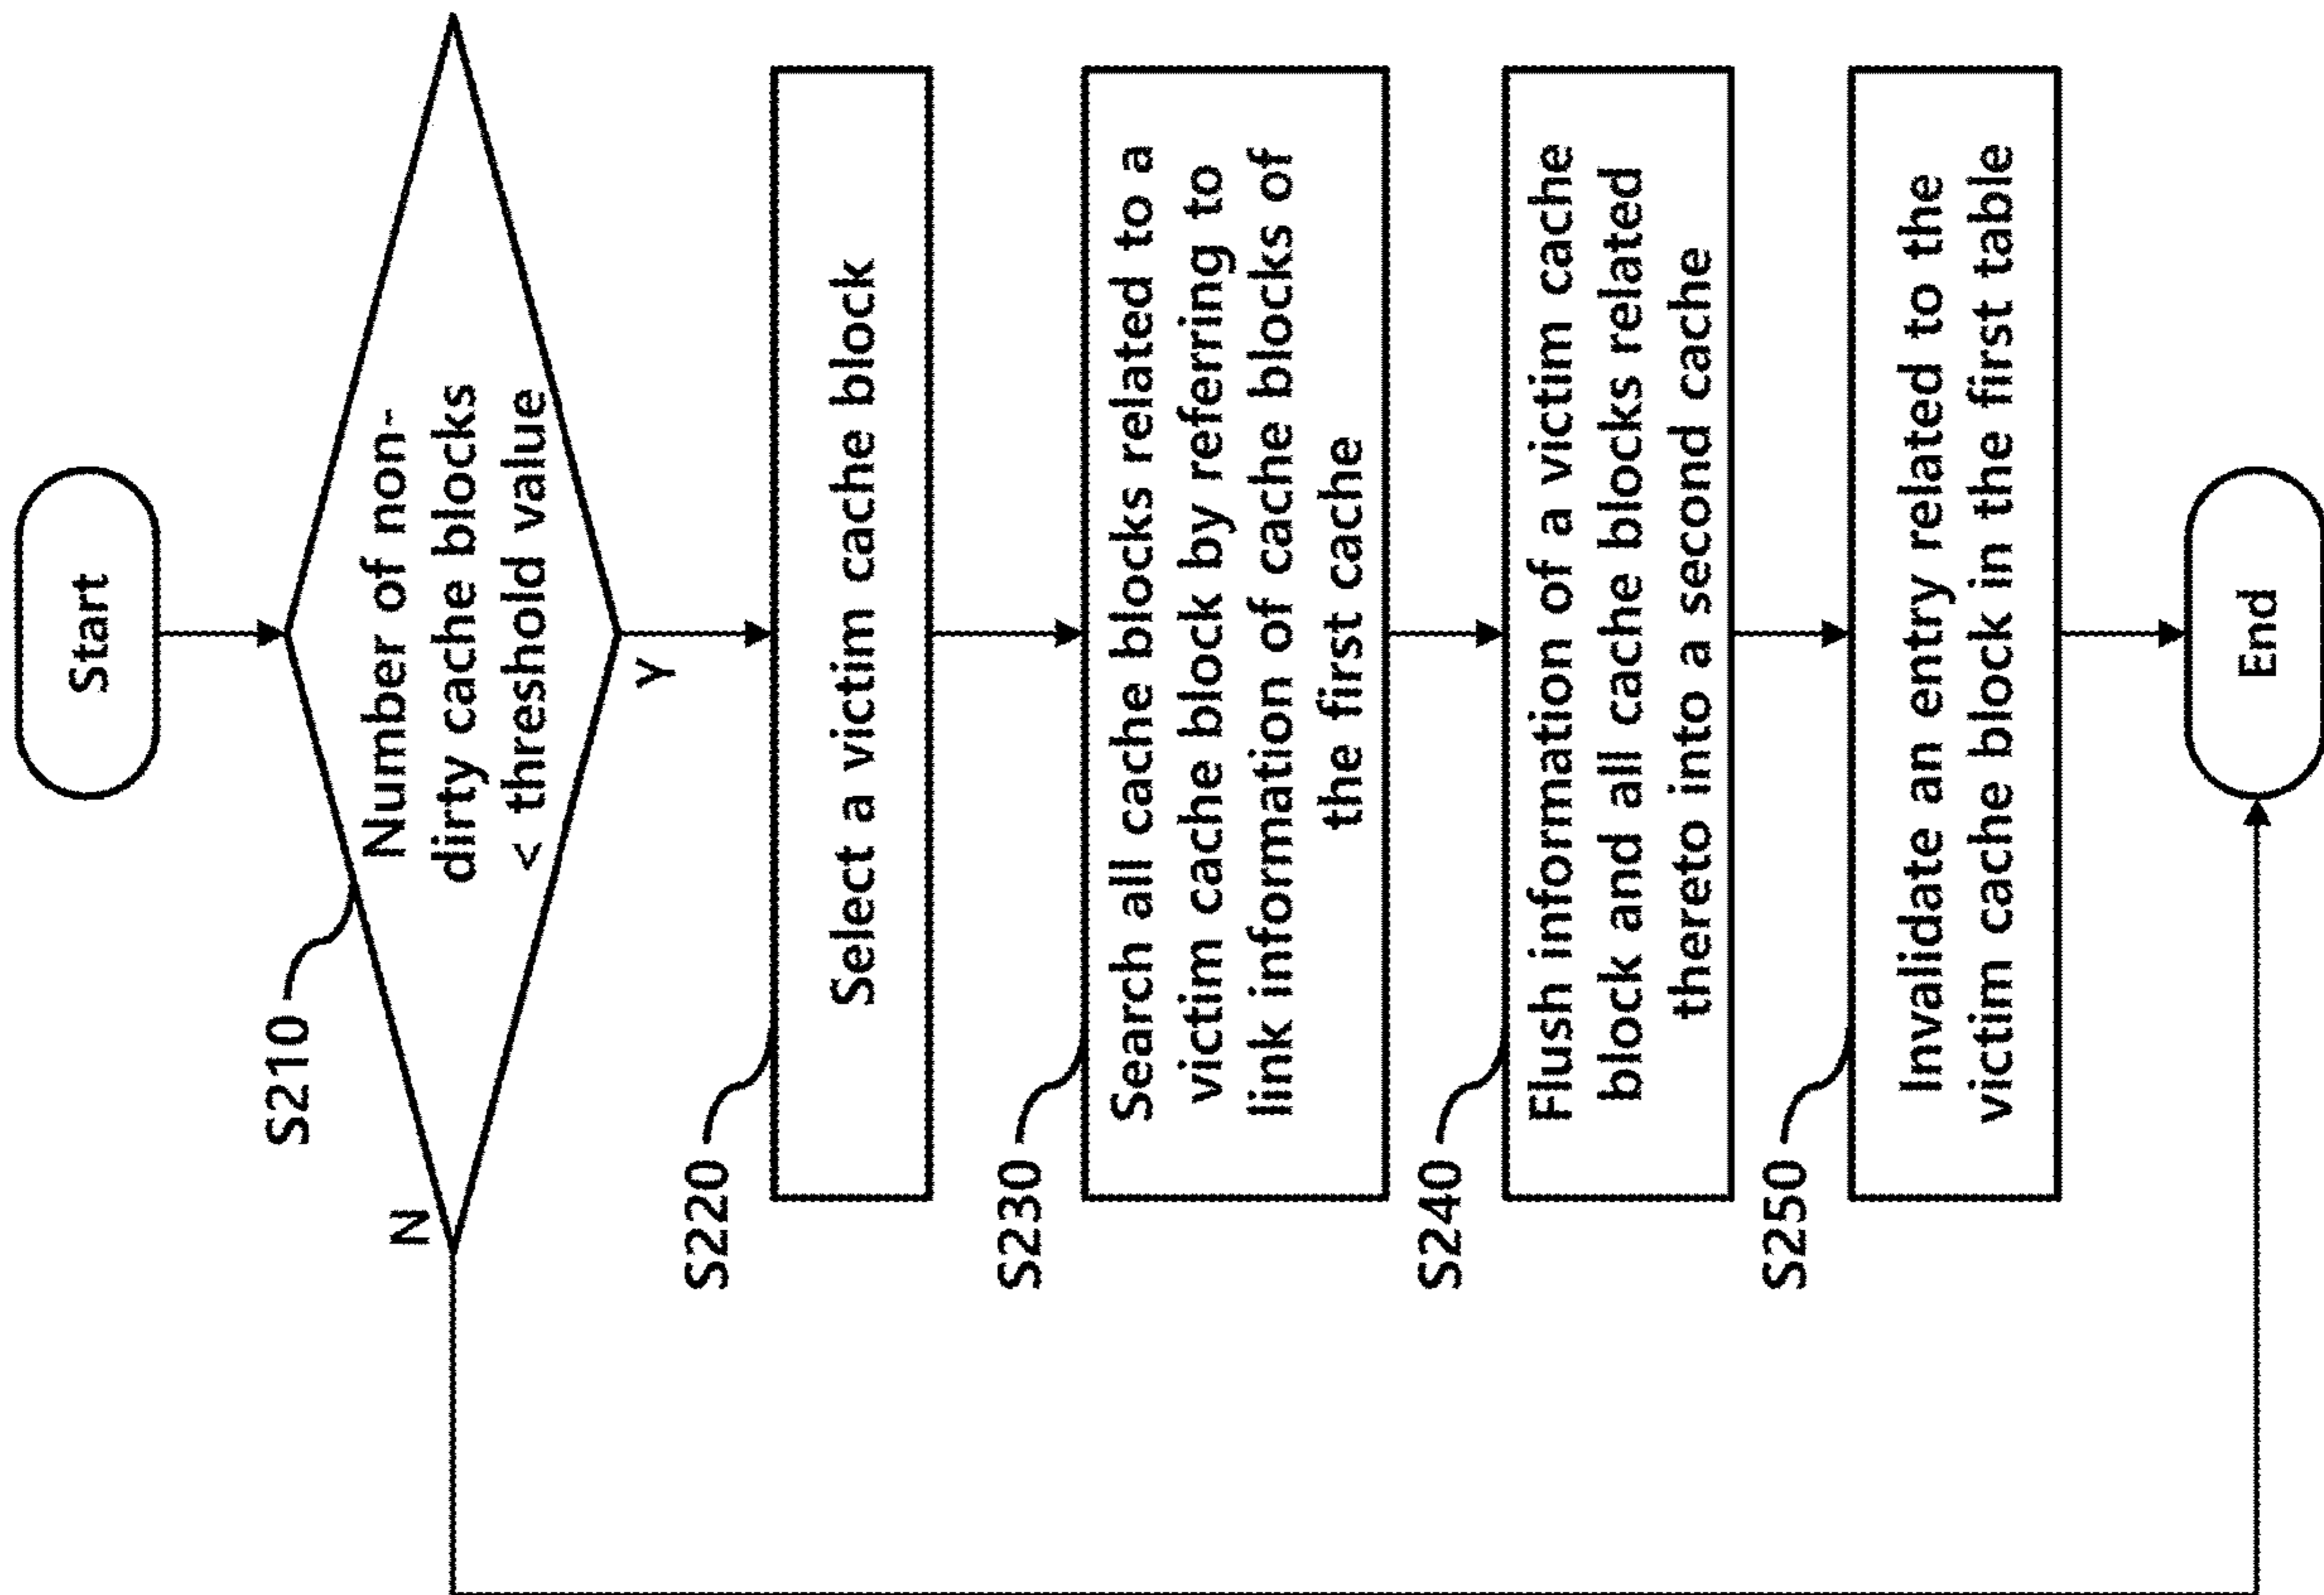 Start
S210
Number of non-
dirty cache blocks
< threshold value
N
Y
S220
Select a victim cache block
S230
Search all cache blocks related to a
victim cache block by referring to
link information of cache blocks of
the first cache
S240
Flush information of a victim cache
block and all cache blocks related
thereto into a second cache
S250
Invalidate an entry related to the
victim cache block in the first table
End